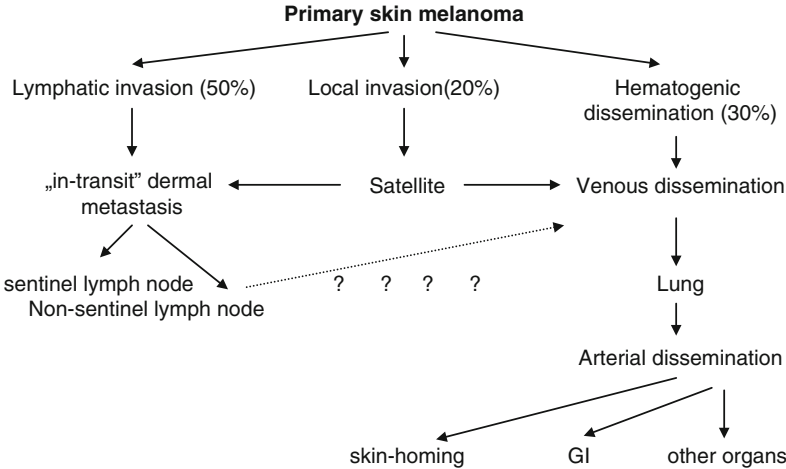 Primary skin melanoma
Lymphatic invasion (50%)
Local invasion(20%)
Hematogenic
dissemination (30%)
„in-transit” dermal
metastasis
Satellite
Venous dissemination
sentinel lymph node
Non-sentinel lymph node
? ? ? ?
Lung
Arterial dissemination
skin-homing
GI
other organs